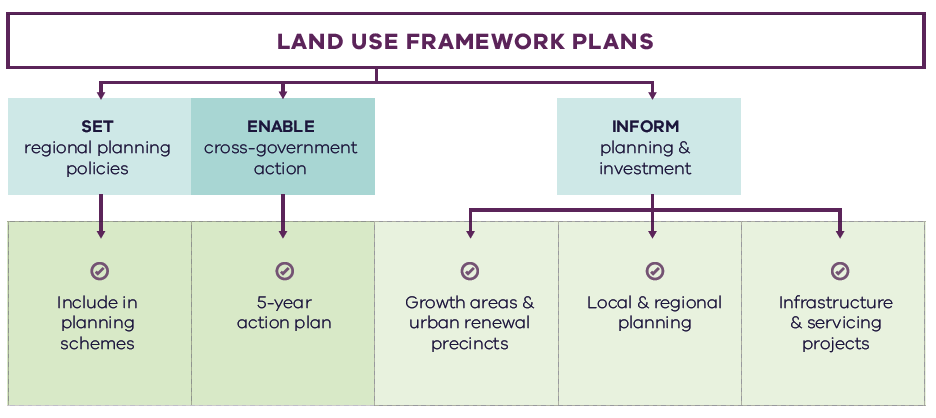 LAND USE FRAMEWORK PLANS
SET
regional planning
policies
ENABLE
cross-government
action
INFORM
planning &
investment
Include in
planning
schemes
5-year
action plan
Growth areas &
urban renewal
precincts
Local & regional
planning
Infrastructure
& servicing
projects